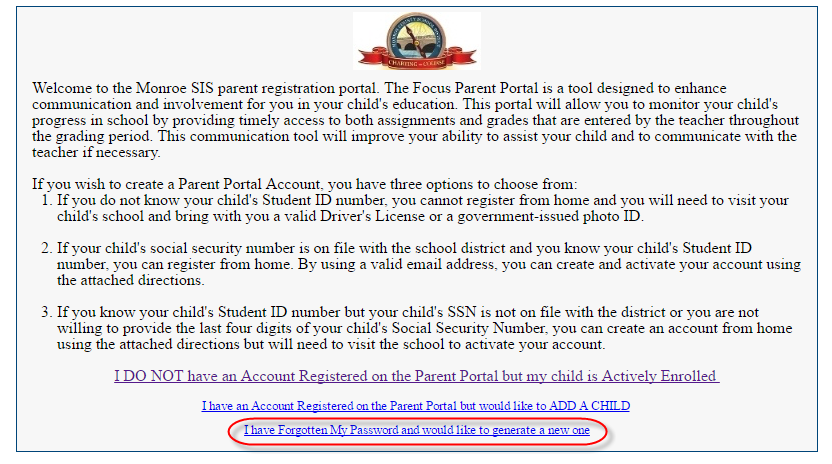 CHARTING a COURSE
Welcome to the Monroe SIS parent registration portal. The Focus Parent Portal is a tool designed to enhance
communication and involvement for you in your child's education. This portal will allow you to monitor your child's
progress in school by providing timely access to both assignments and grades that are entered by the teacher throughout
the grading period. This communication tool will improve your ability to assist your child and to communicate with the
teacher if necessary.
If you wish to create a Parent Portal Account, you have three options to choose from:
1. If you do not know your child's Student ID number, you cannot register from home and you will need to visit your
child's school and bring with you a valid Driver's License or a government-issued photo ID.
2. If your child's social security number is on file with the school district and you know your child's Student ID
number, you can register from home. By using a valid email address, you can create and activate your account using
the attached directions.
3. If you know your child's Student ID number but your child's SSN is not on file with the district or you are not
willing to provide the last four digits of your child's Social Security Number, you can create an account from home
using the attached directions but will need to visit the school to activate your account.
I DO NOT have an Account Registered on the Parent Portal but my child is Actively Enrolled
I have an Account Registered on the Parent Portal but would like to ADD A CHILD
I have Forgotten My Password and would like to generate a new one